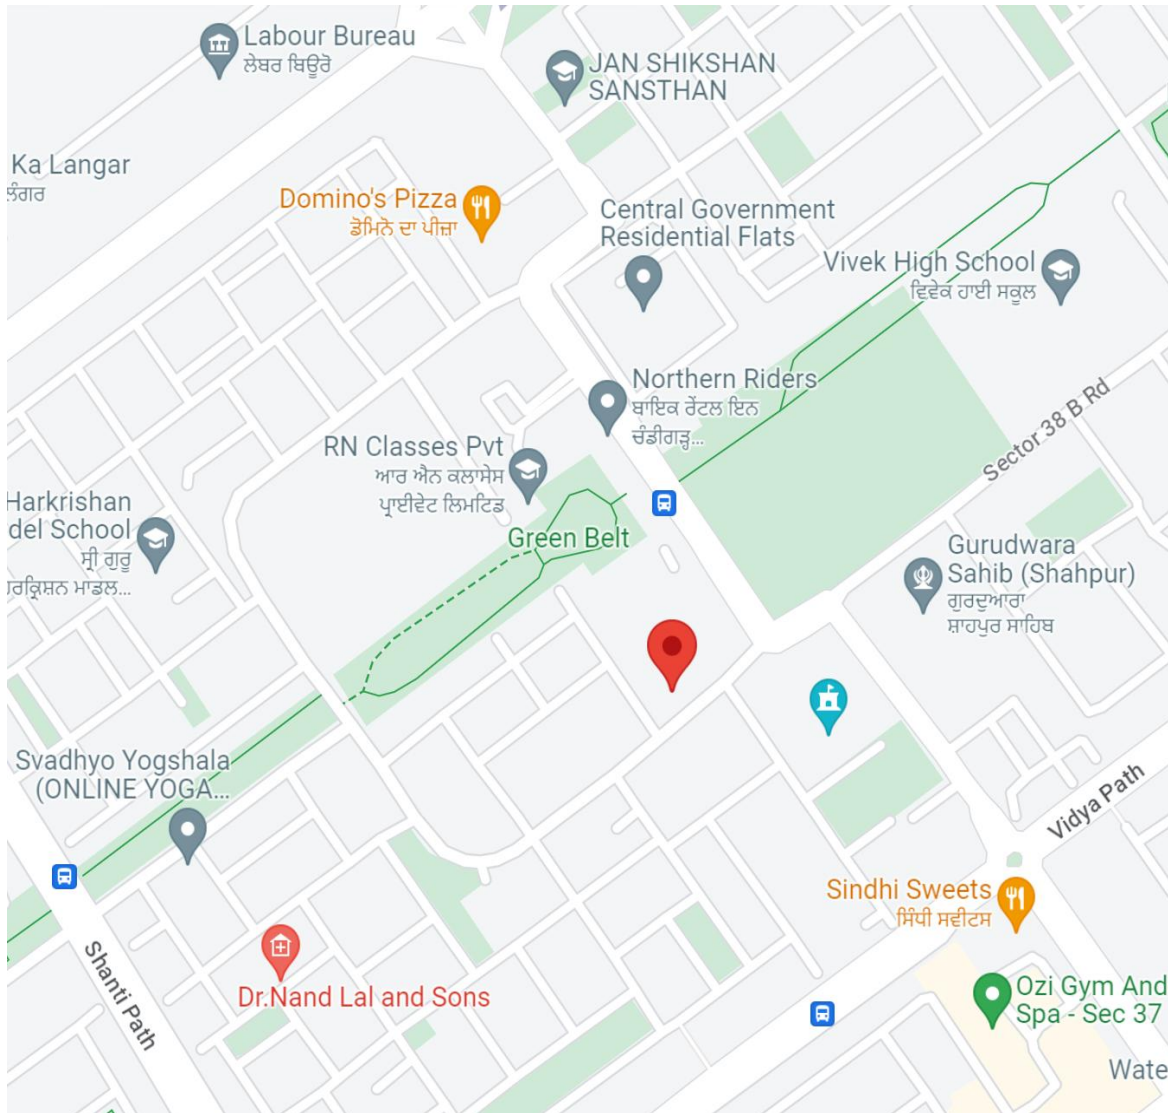 Labour Bureau
ਲੇਬਰ ਬਿਊਰੋ
JAN SHIKSHAN
SANSTHAN
Ka Langar
ਲੰਗਰ
Domino's Pizza
ਡੋਮਿਨੋ ਦਾ ਪੀਜ਼ਾ
Central Government
Residential Flats
Vivek High School
ਵਿਵੇਕ ਹਾਈ ਸਕੂਲ
Northern Riders
ਬਾਇਕ ਰੇਂਟਲ ਇਨ
ਚੰਡੀਗੜ੍ਹ...
Sector 38 B Rd
RN Classes Pvt
ਆਰ ਐਨ ਕਲਾਸੇਸ
ਪ੍ਰਾਈਵੇਟ ਲਿਮਟਿਡ
Harkrishan
del School
ਸ੍ਰੀ ਗੁਰੂ
ਹਰਕ੍ਰਿਸ਼ਨ ਮਾਡਲ...
Green Belt
Gurudwara
Sahib (Shahpur)
ਗੁਰਦੁਆਰਾ
ਸ਼ਾਹਪੁਰ ਸਾਹਿਬ
Svadhyo Yogshala
(ONLINE YOGA...
Vidya Path
Sindhi Sweets
ਸਿੰਧੀ ਸਵੀਟਸ
Shanti Path
Dr.Nand Lal and Sons
Ozi Gym And
Spa - Sec 37
Wate